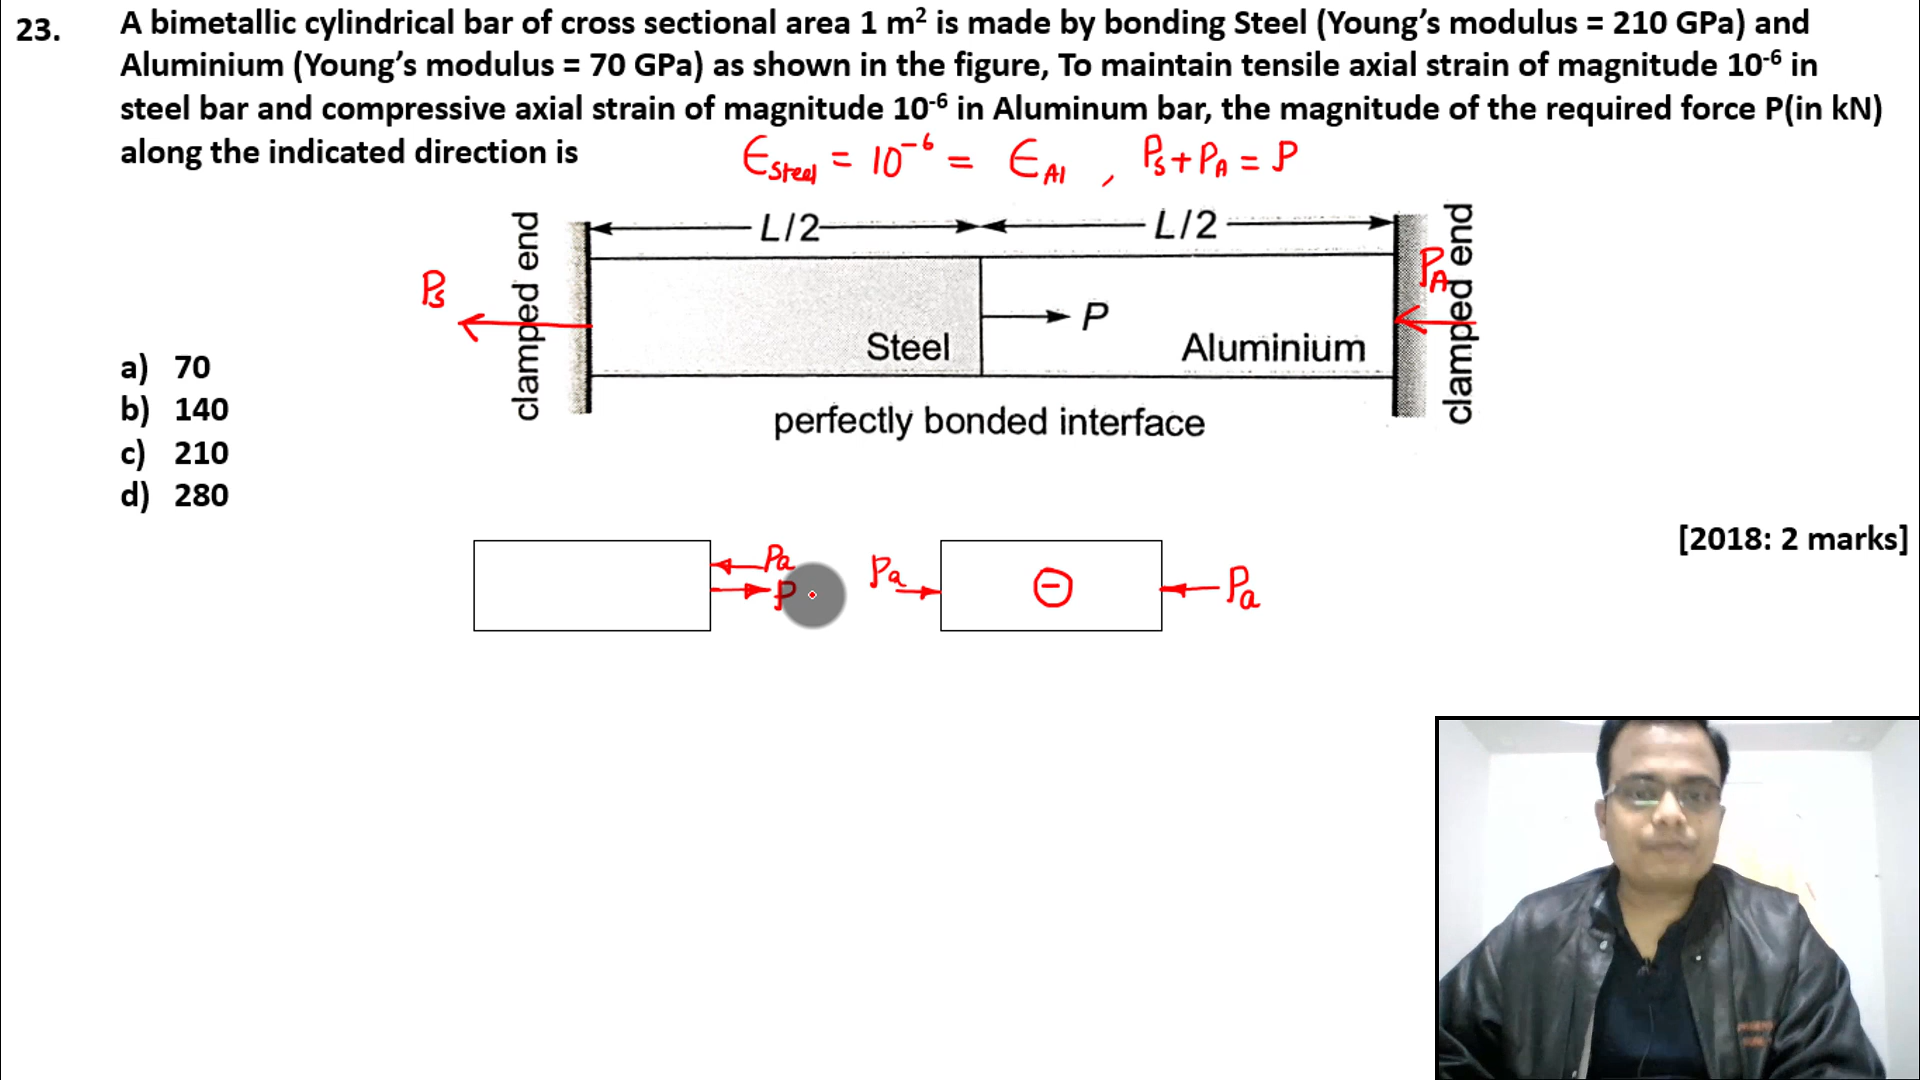 23. A bimetallic cylindrical bar of cross sectional area 1 m² is made by bonding Steel (Young’s modulus = 210 GPa) and
Aluminium (Young’s modulus = 70 GPa) as shown in the figure, To maintain tensile axial strain of magnitude 10⁻⁶ in
steel bar and compressive axial strain of magnitude 10⁻⁶ in Aluminum bar, the magnitude of the required force P(in kN)
along the indicated direction is
ϵ_Steel = 10⁻⁶ = ϵ_Al , P_S + P_A = P
L/2 L/2
clamped end
clamped end
P_S
P_A
P
Steel
Aluminium
perfectly bonded interface
a) 70
b) 140
c) 210
d) 280
[2018: 2 marks]
P_a
P
P_a
⊖
P_a